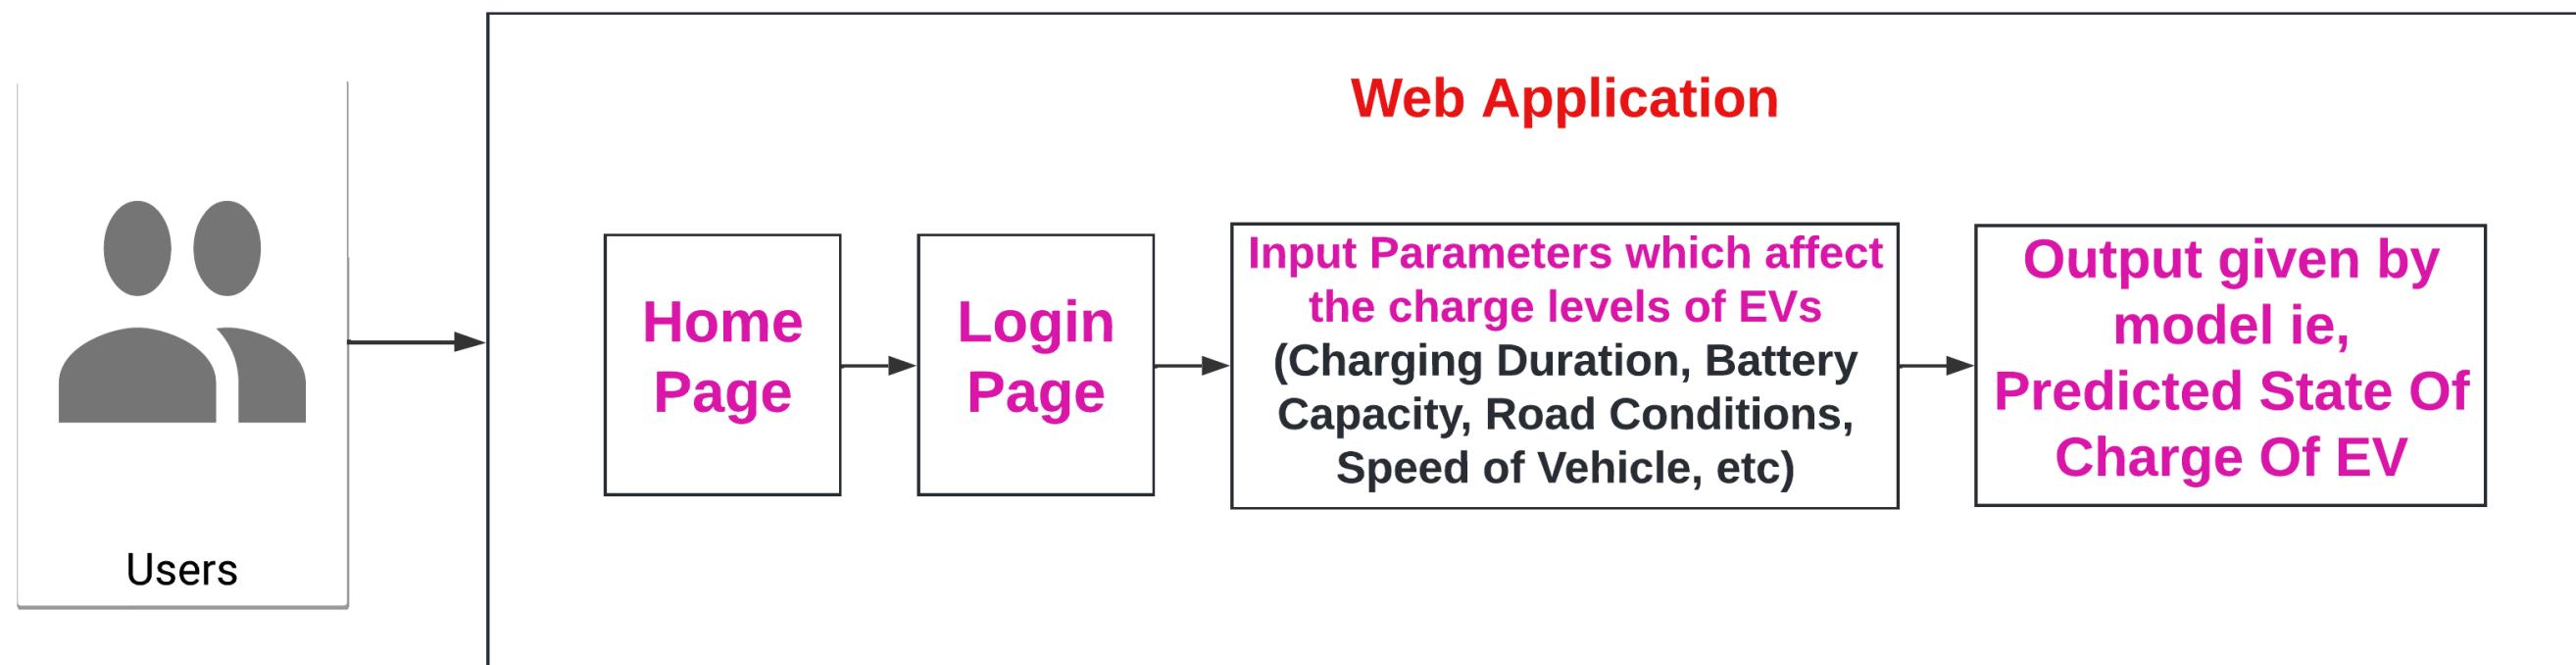 Web Application
Users
Home
Page
Login
Page
Input Parameters which affect
the charge levels of EVs
(Charging Duration, Battery
Capacity, Road Conditions,
Speed of Vehicle, etc)
Output given by
model ie,
Predicted State Of
Charge Of EV